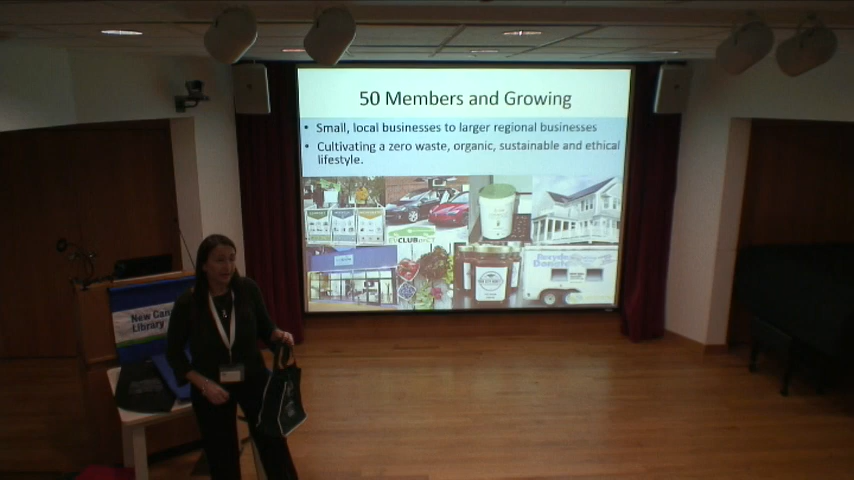 50 Members and Growing
• Small, local businesses to larger regional businesses
• Cultivating a zero waste, organic, sustainable and ethical
lifestyle.
CLUB
New Can
Library